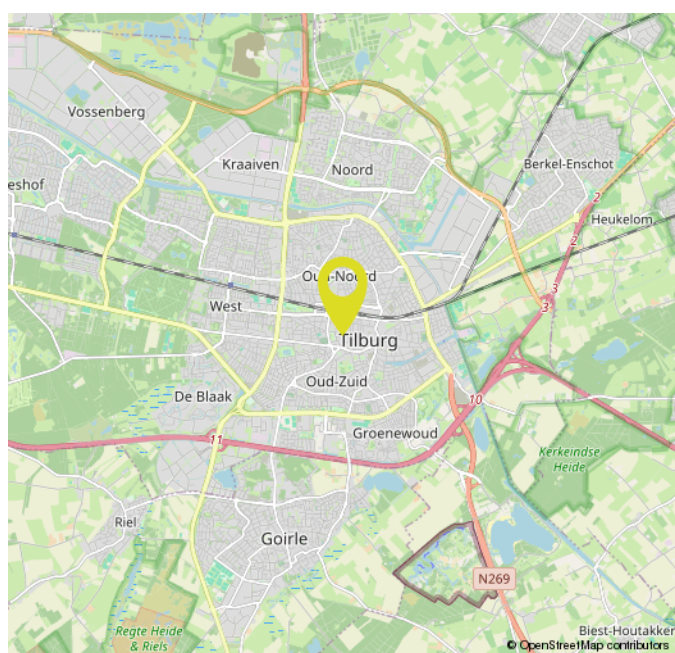 Vossenberg
Kraaiven
Noord
Berkel-Enschot
eshof
2
Heukelom
2
Oud-Noord
3
West
3
Tilburg
Oud-Zuid
De Blaak
10
Groenewoud
11
Kerkeindse
Heide
Riel
Goirle
N269
Regte Heide
& Riels
Biest-Houtakker
© OpenStreetMap contributors